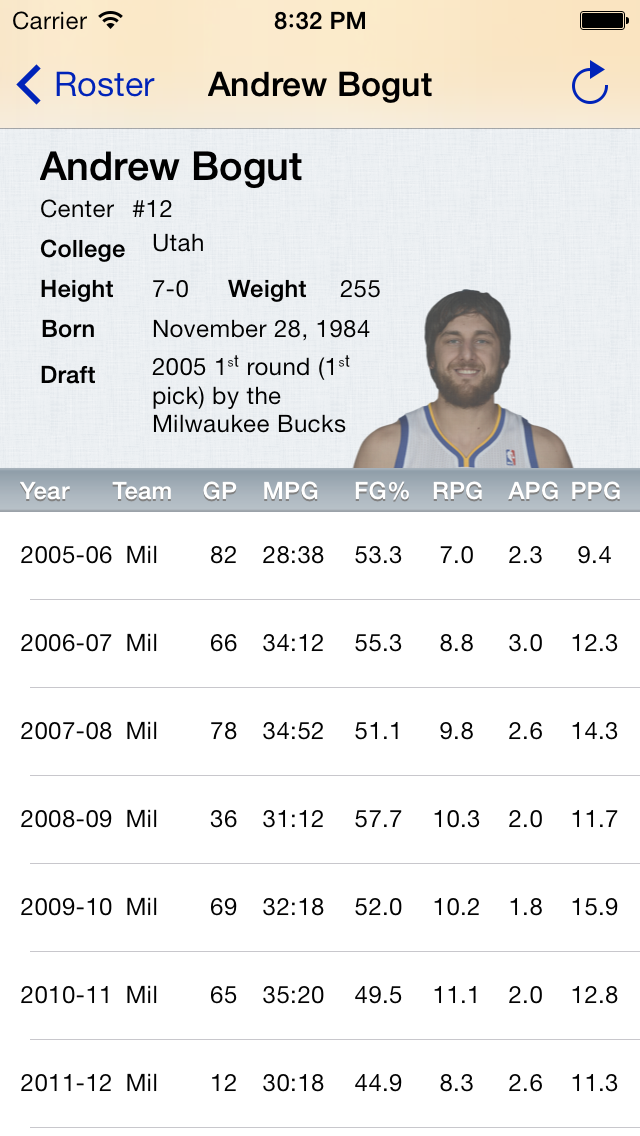 Carrier 8:32 PM
Roster Andrew Bogut
Andrew Bogut
Center #12
College Utah
Height 7-0 Weight 255
Born November 28, 1984
Draft 2005 1st round (1st
pick) by the
Milwaukee Bucks
Year Team GP MPG FG% RPG APG PPG
2005-06 Mil 82 28:38 53.3 7.0 2.3 9.4
2006-07 Mil 66 34:12 55.3 8.8 3.0 12.3
2007-08 Mil 78 34:52 51.1 9.8 2.6 14.3
2008-09 Mil 36 31:12 57.7 10.3 2.0 11.7
2009-10 Mil 69 32:18 52.0 10.2 1.8 15.9
2010-11 Mil 65 35:20 49.5 11.1 2.0 12.8
2011-12 Mil 12 30:18 44.9 8.3 2.6 11.3